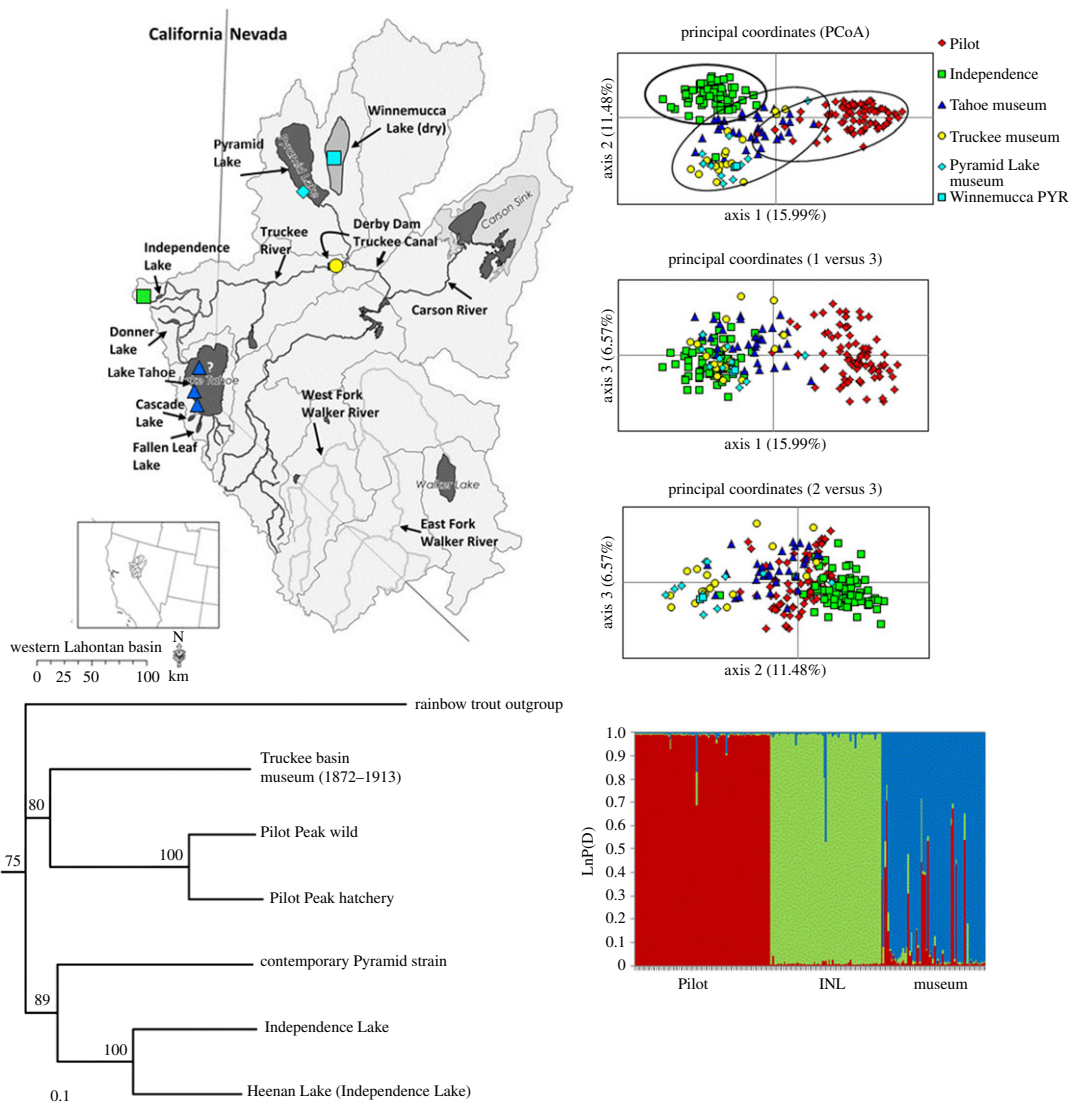 California Nevada
Winnemucca
Lake (dry)
Pyramid
Lake
Pyramid Lake
Carson Sink
Derby Dam
Truckee Canal
Truckee
River
Independence
Lake
Carson River
Donner
Lake
Lake Tahoe
?
Lake Tahoe
Cascade
Lake
Fallen Leaf
Lake
West Fork
Walker River
Walker Lake
East Fork
Walker River
western Lahontan basin
N
0 25 50 100 km
principal coordinates (PCoA)
axis 2 (11.48%)
axis 1 (15.99%)
Pilot
Independence
Tahoe museum
Truckee museum
Pyramid Lake
museum
Winnemucca PYR
principal coordinates (1 versus 3)
axis 3 (6.57%)
axis 1 (15.99%)
principal coordinates (2 versus 3)
axis 3 (6.57%)
axis 2 (11.48%)
rainbow trout outgroup
Truckee basin
museum (1872–1913)
80
Pilot Peak wild
100
75
Pilot Peak hatchery
contemporary Pyramid strain
89
Independence Lake
100
Heenan Lake (Independence Lake)
0.1
LnP(D)
1.0
0.9
0.8
0.7
0.6
0.5
0.4
0.3
0.2
0.1
0
Pilot INL museum